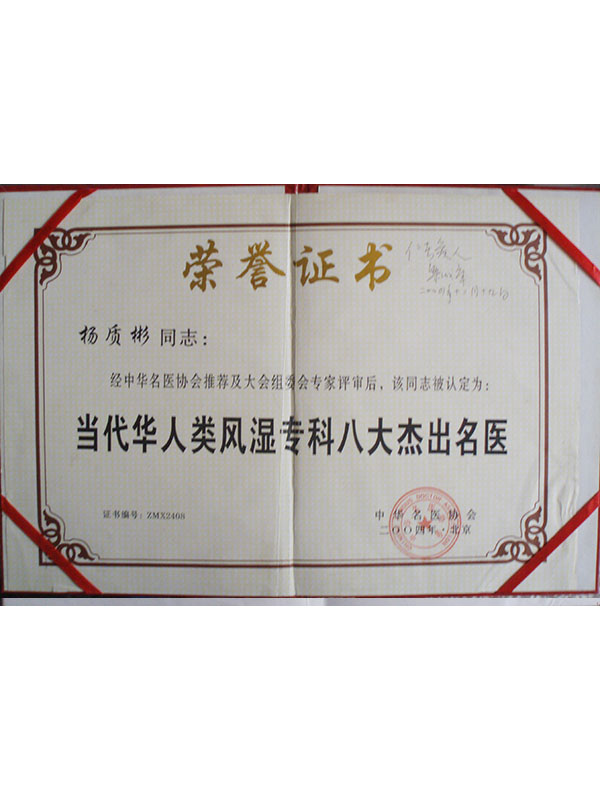 荣誉证书
杨质彬 同志：
经中华名医协会推荐及大会组委会专家评审后，该同志被认定为：
当代华人类风湿专科八大杰出名医
证书编号：ZMX2468
中华名医协会
二〇〇四年·北京